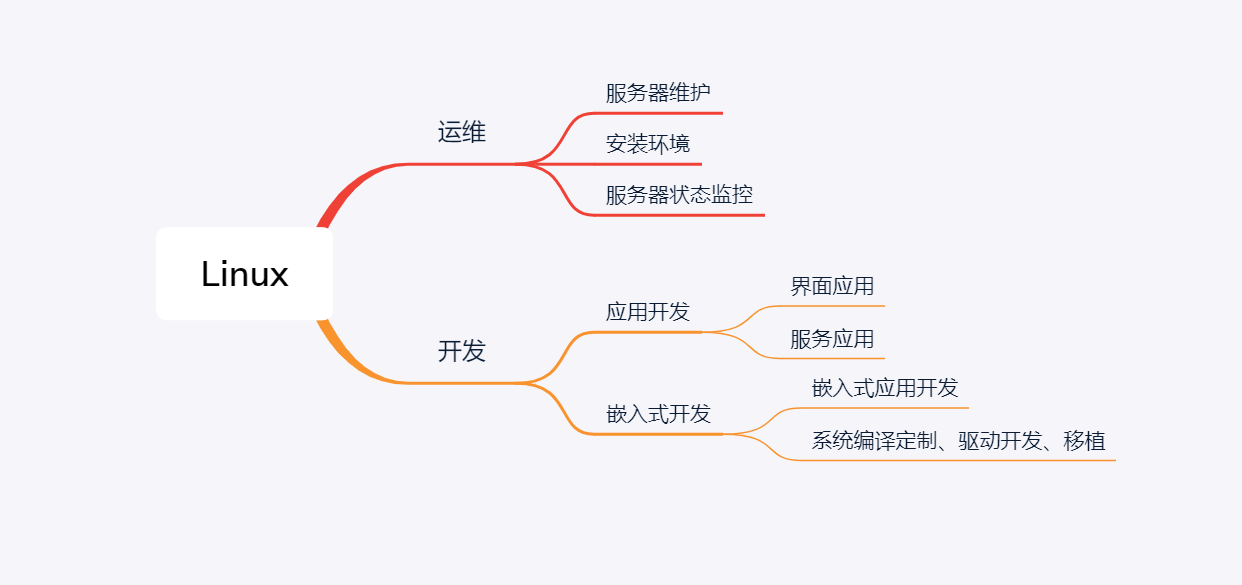 Linux
运维
服务器维护
安装环境
服务器状态监控
开发
应用开发
界面应用
服务应用
嵌入式开发
嵌入式应用开发
系统编译定制、驱动开发、移植